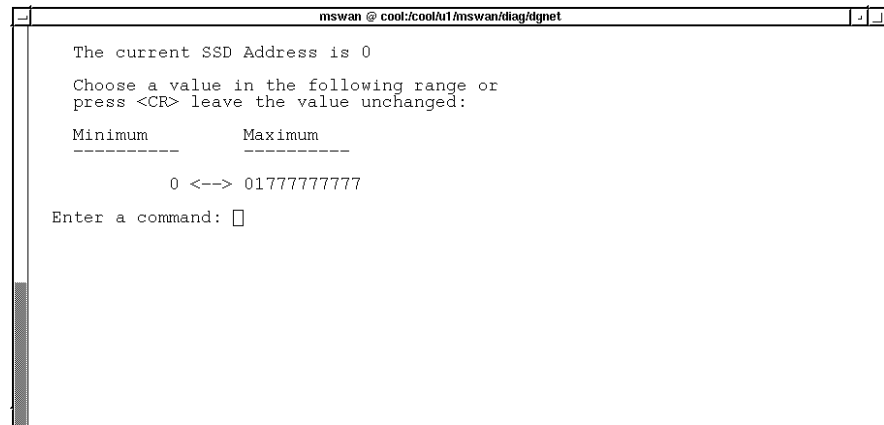 mswan @ cool:/cool/u1/mswan/diag/dgnet
The current SSD Address is 0
Choose a value in the following range or
press <CR> leave the value unchanged:
Minimum Maximum
---------- ----------
0 <--> 01777777777
Enter a command: